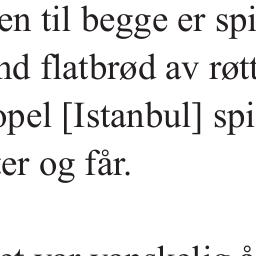 en til begge er spi
nd flatbrød av røtt
opel [Istanbul] spi
ter og får.
et var vanskelig å